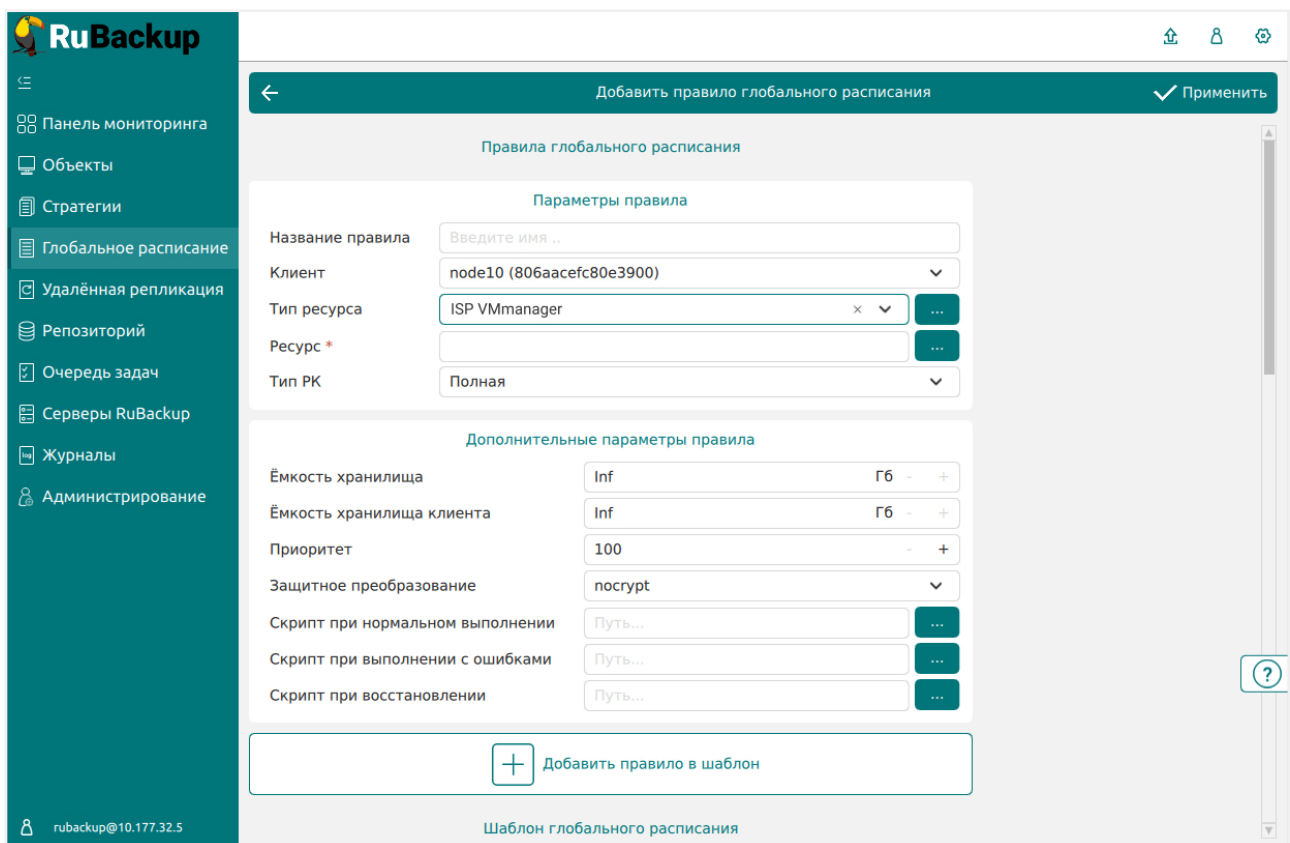 RuBackup
Добавить правило глобального расписания
Применить
Панель мониторинга
Объекты
Стратегии
Глобальное расписание
Удалённая репликация
Репозиторий
Очередь задач
Серверы RuBackup
Журналы
Администрирование
rubackup@10.177.32.5
Правила глобального расписания
Параметры правила
Название правила Введите имя ..
Клиент node10 (806aacefc80e3900)
Тип ресурса ISP VMmanager × ...
Ресурс * ...
Тип РК Полная
Дополнительные параметры правила
Ёмкость хранилища Inf Гб - +
Ёмкость хранилища клиента Inf Гб - +
Приоритет 100 - +
Защитное преобразование nocrypt
Скрипт при нормальном выполнении Путь... ...
Скрипт при выполнении с ошибками Путь... ...
Скрипт при восстановлении Путь... ...
Добавить правило в шаблон
Шаблон глобального расписания
?